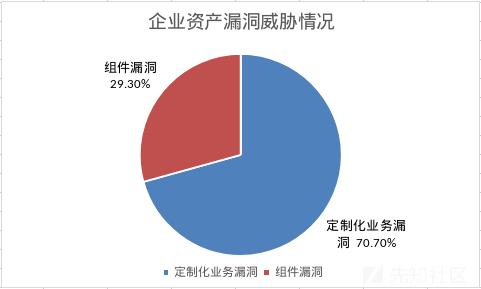 企业资产漏洞威胁情况
组件漏洞
29.30%
定制化业务漏
洞 70.70%
定制化业务漏洞 组件漏洞
先知社区